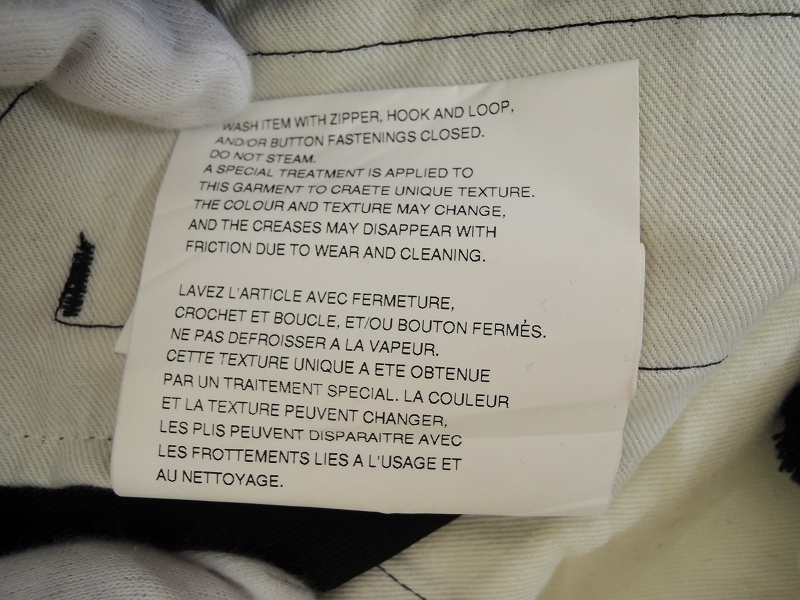 WASH ITEM WITH ZIPPER, HOOK AND LOOP,
AND/OR BUTTON FASTENINGS CLOSED.
DO NOT STEAM.
A SPECIAL TREATMENT IS APPLIED TO
THIS GARMENT TO CRAETE UNIQUE TEXTURE.
THE COLOUR AND TEXTURE MAY CHANGE,
AND THE CREASES MAY DISAPPEAR WITH
FRICTION DUE TO WEAR AND CLEANING.
LAVEZ L'ARTICLE AVEC FERMETURE,
CROCHET ET BOUCLE, ET/OU BOUTON FERMÉS.
NE PAS DEFROISSER A LA VAPEUR.
CETTE TEXTURE UNIQUE A ETE OBTENUE
PAR UN TRAITEMENT SPECIAL. LA COULEUR
ET LA TEXTURE PEUVENT CHANGER,
LES PLIS PEUVENT DISPARAITRE AVEC
LES FROTTEMENTS LIES A L'USAGE ET
AU NETTOYAGE.